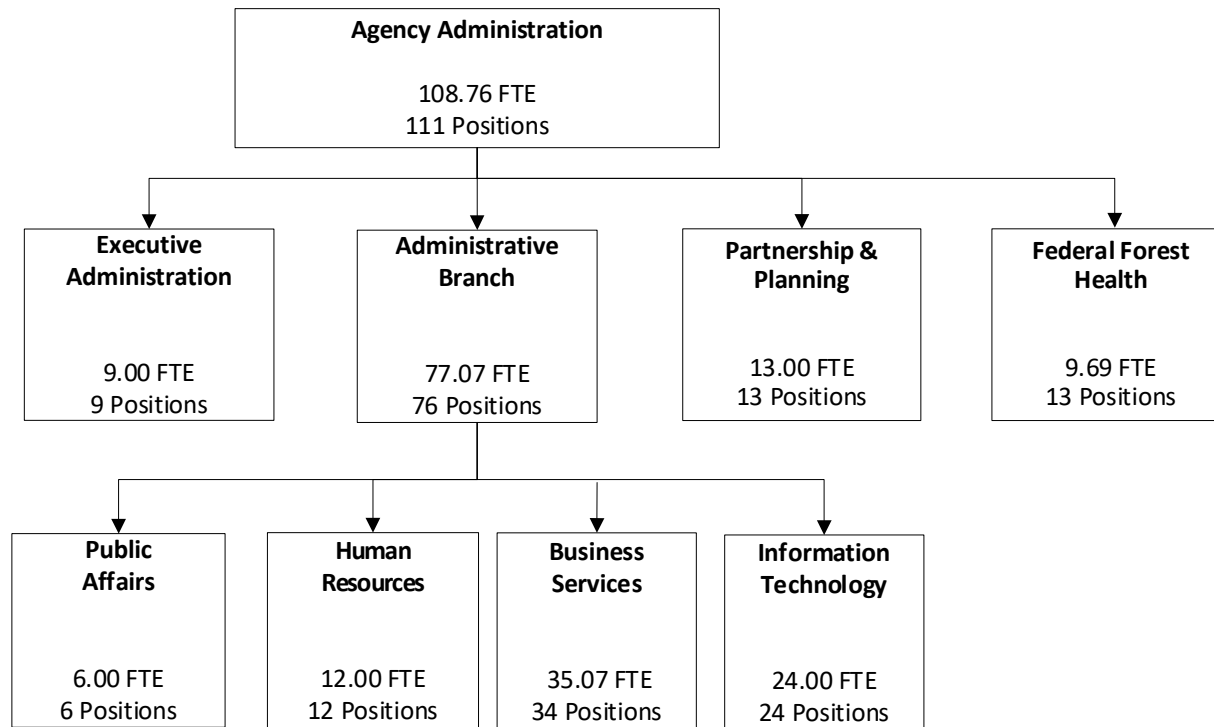 Agency Administration
108.76 FTE
111 Positions
Executive
Administration
9.00 FTE
9 Positions
Administrative
Branch
77.07 FTE
76 Positions
Partnership &
Planning
13.00 FTE
13 Positions
Federal Forest
Health
9.69 FTE
13 Positions
Public
Affairs
6.00 FTE
6 Positions
Human
Resources
12.00 FTE
12 Positions
Business
Services
35.07 FTE
34 Positions
Information
Technology
24.00 FTE
24 Positions